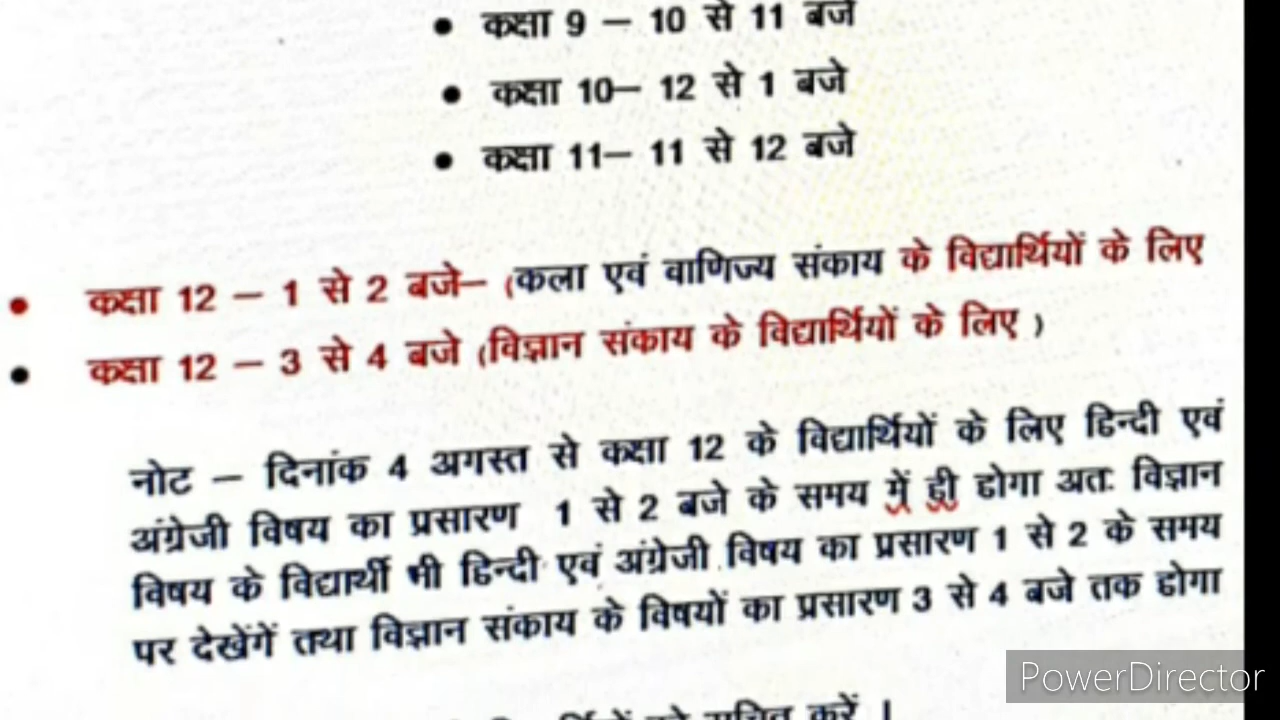 • कक्षा 9 – 10 से 11 बजे
• कक्षा 10– 12 से 1 बजे
• कक्षा 11– 11 से 12 बजे
• कक्षा 12 – 1 से 2 बजे– (कला एवं वाणिज्य संकाय के विद्यार्थियों के लिए
• कक्षा 12 – 3 से 4 बजे (विज्ञान संकाय के विद्यार्थियों के लिए )
नोट – दिनांक 4 अगस्त से कक्षा 12 के विद्यार्थियों के लिए हिन्दी एवं
अंग्रेजी विषय का प्रसारण 1 से 2 बजे के समय में ही होगा अतः विज्ञान
विषय के विद्यार्थी भी हिन्दी एवं अंग्रेजी विषय का प्रसारण 1 से 2 के समय
पर देखेंगें तथा विज्ञान संकाय के विषयों का प्रसारण 3 से 4 बजे तक होगा
को सूचित करें ।
PowerDirector